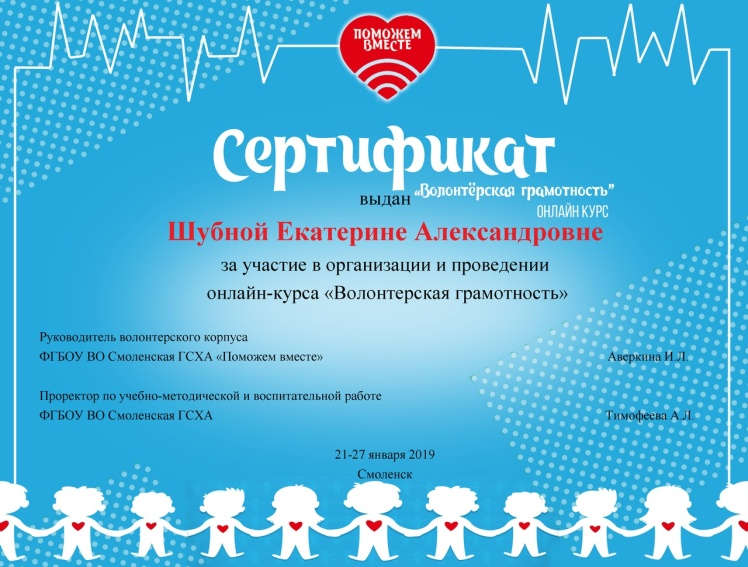 ПОМОЖЕМ
ВМЕСТЕ
Сертификат
"Волонтёрская грамотность"
выдан
ОНЛАЙН КУРС
Шубной Екатерине Александровне
за участие в организации и проведении
онлайн-курса «Волонтерская грамотность»
Руководитель волонтерского корпуса
ФГБОУ ВО Смоленская ГСХА «Поможем вместе» Аверкина И.Л.
Проректор по учебно-методической и воспитательной работе
ФГБОУ ВО Смоленская ГСХА Тимофеева А.Л.
21-27 января 2019
Смоленск